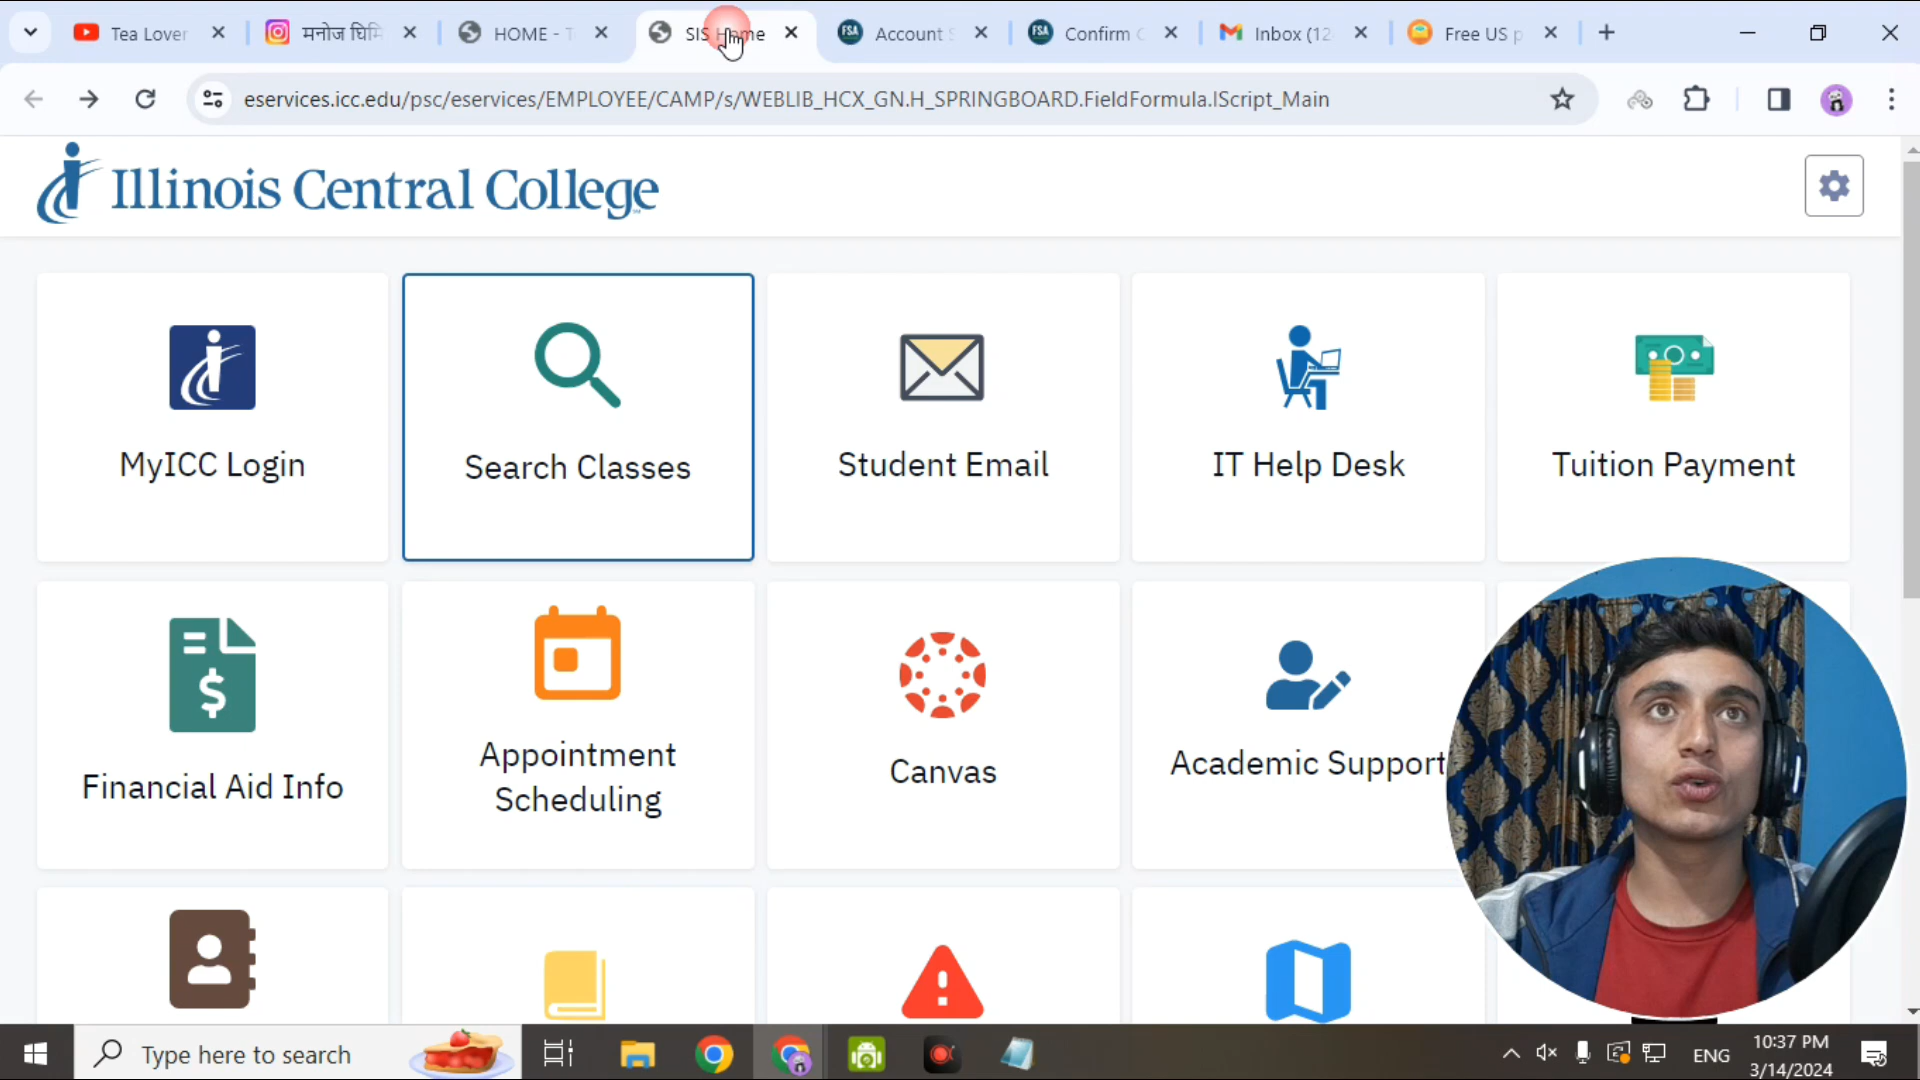 Tea Lover
मनोज घिमि
HOME - T
SIS Home
Account S
Confirm C
Inbox (12
Free US p
eservices.icc.edu/psc/eservices/EMPLOYEE/CAMP/s/WEBLIB_HCX_GN.H_SPRINGBOARD.FieldFormula.IScript_Main
Illinois Central College
MyICC Login
Search Classes
Student Email
IT Help Desk
Tuition Payment
Financial Aid Info
Appointment
Scheduling
Canvas
Academic Support
Type here to search
ENG
10:37 PM
3/14/2024